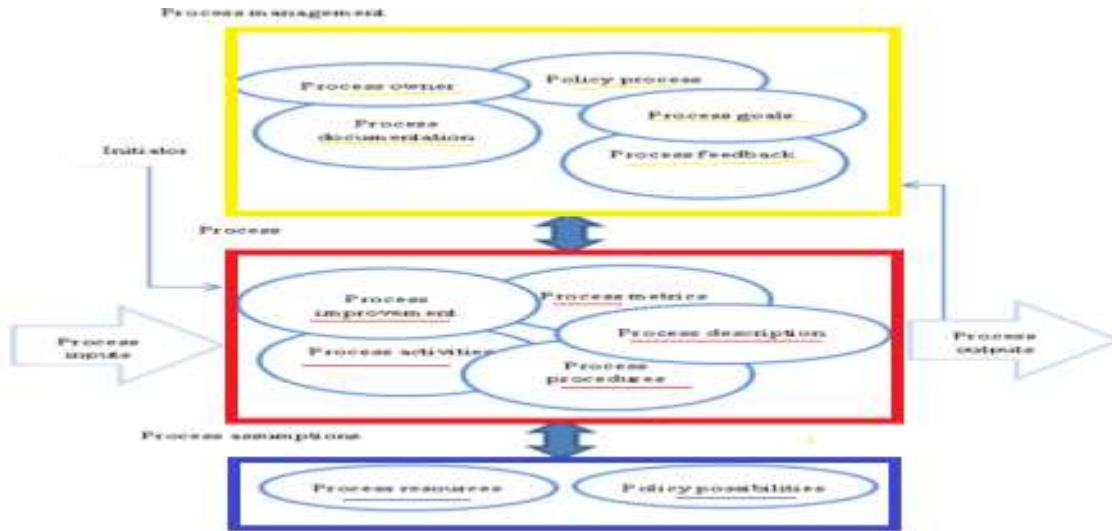 Process management
Process owner
Policy process
Process
documentation
Process goals
Process feedback
Initiator
Process
Process
improvement
Process metrics
Process description
Process activities
Process
procedures
Process
inputs
Process
outputs
Process assumptions
Process resources
Policy possibilities